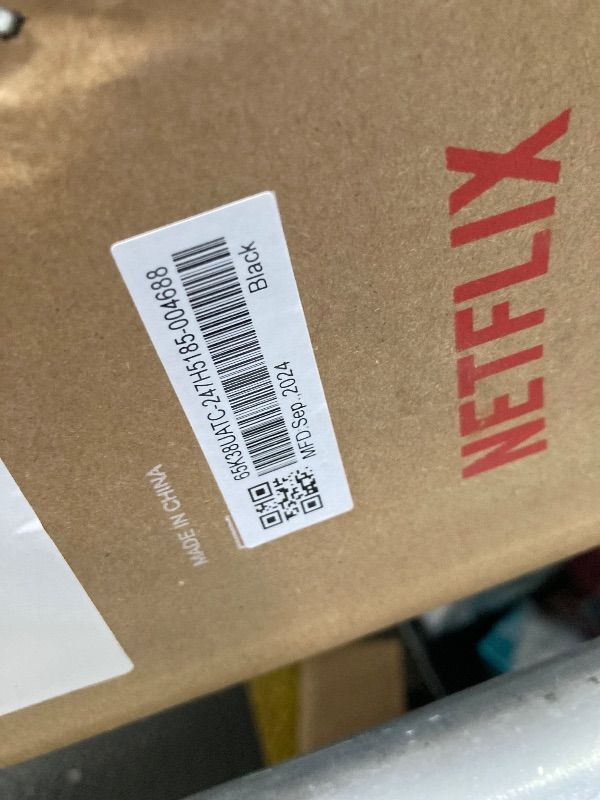 65K38UATC-247H5185-004688
MFD.Sep.,2024
Black
MADE IN CHINA
NETFLIX